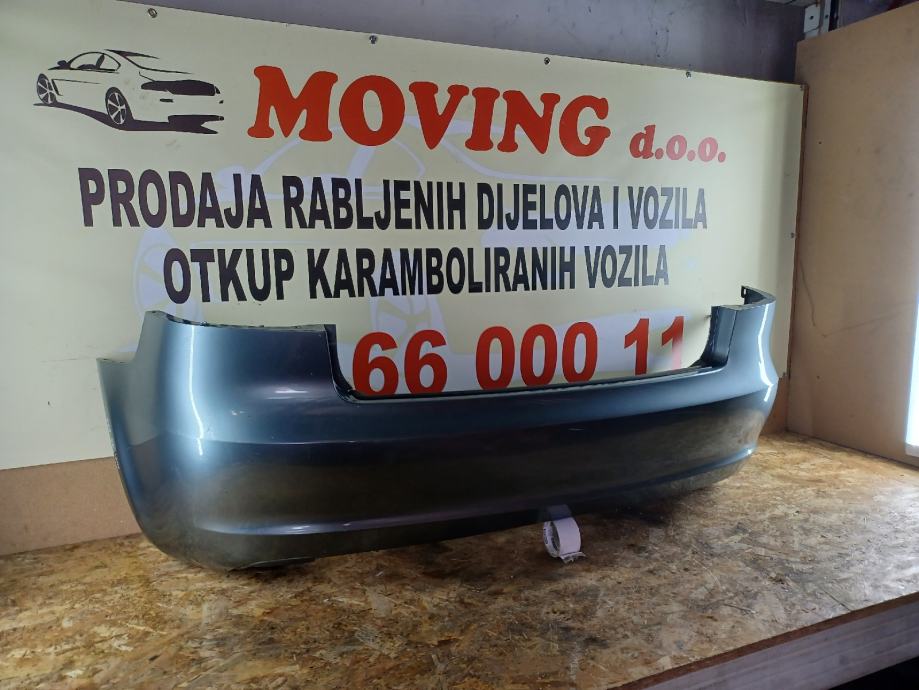 MOVING d.o.o.
PRODAJA RABLJENIH DIJELOVA I VOZILA
OTKUP KARAMBOLIRANIH VOZILA
66 000 11